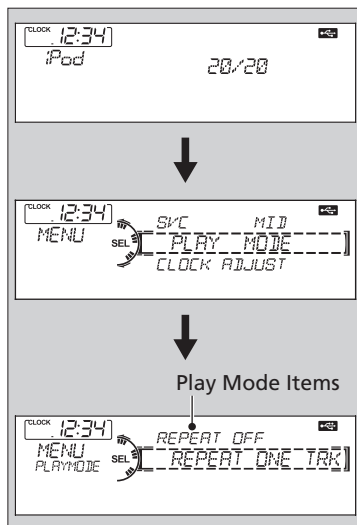 CLOCK 12:34
iPod
20/20
CLOCK 12:34
MENU
SEL
SVC MID
PLAY MODE
CLOCK ADJUST
Play Mode Items
CLOCK 12:34
MENU
PLAYMODE
SEL
REPEAT OFF
REPEAT ONE TRK